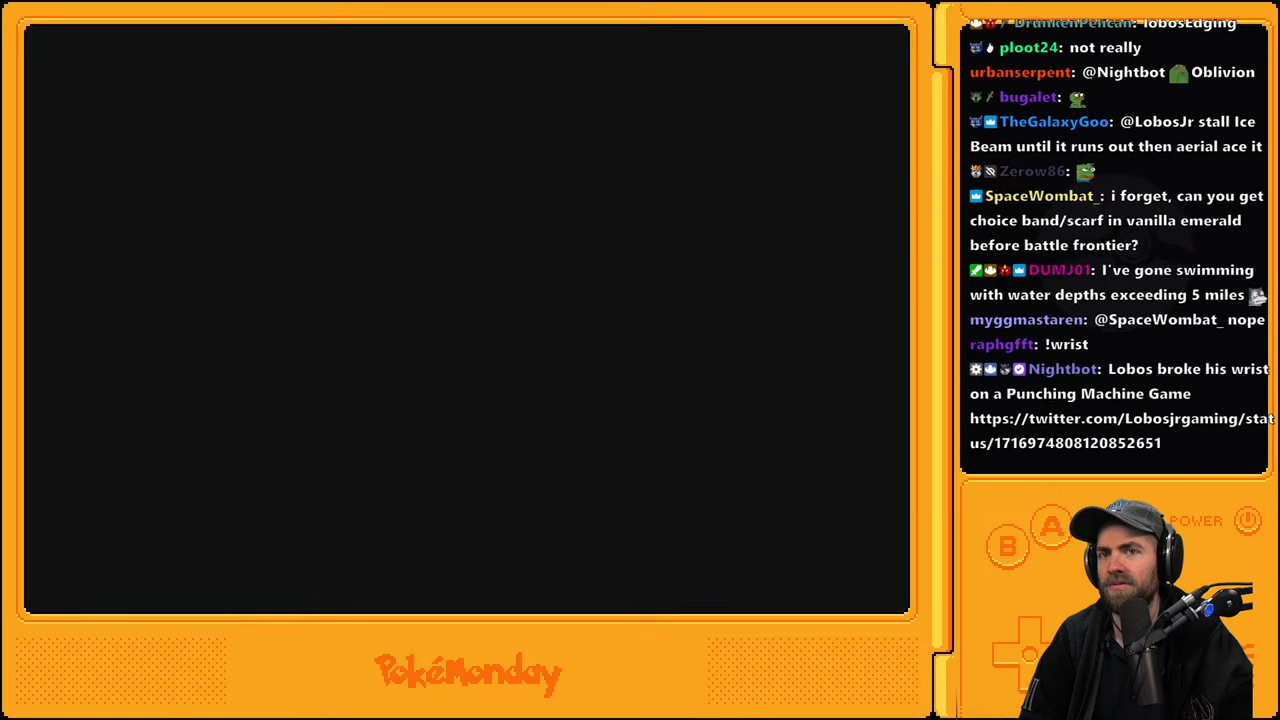 DrunkenPelican: lobosEdging
ploot24: not really
urbanserpent: @Nightbot Oblivion
bugalet:
TheGalaxyGoo: @LobosJr stall Ice
Beam until it runs out then aerial ace it
Zerow86:
SpaceWombat_: i forget, can you get
choice band/scarf in vanilla emerald
before battle frontier?
DUMJ01: I've gone swimming
with water depths exceeding 5 miles
myggmastaren: @SpaceWombat_ nope
raphgfft: !wrist
Nightbot: Lobos broke his wrist
on a Punching Machine Game
https://twitter.com/Lobosjrgaming/stat
us/1716974808120852651
A
B
POWER
PokéMonday